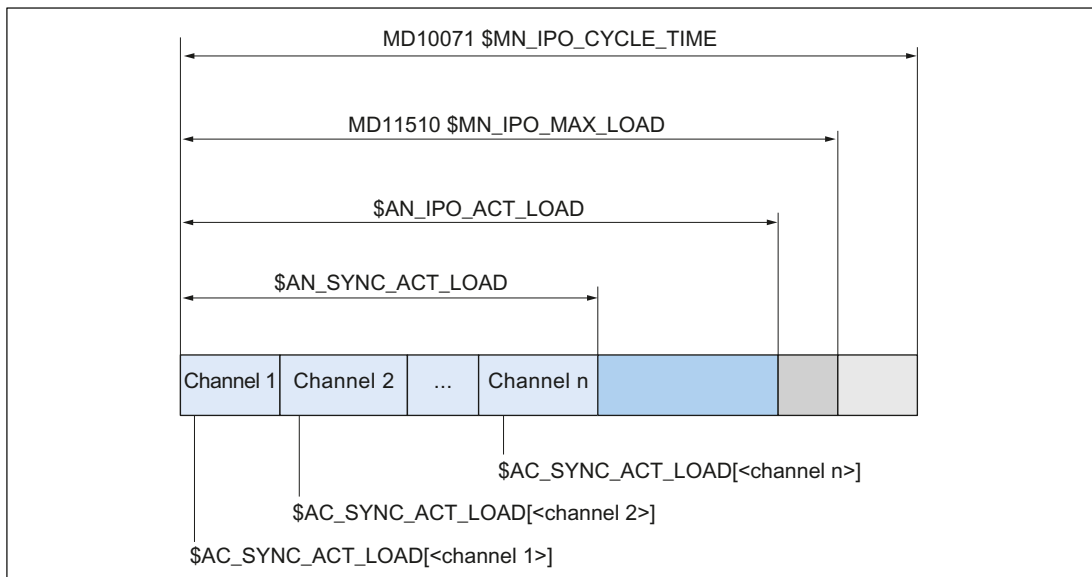 MD10071 $MN_IPO_CYCLE_TIME
MD11510 $MN_IPO_MAX_LOAD
$AN_IPO_ACT_LOAD
$AN_SYNC_ACT_LOAD
Channel 1 Channel 2 ... Channel n
$AC_SYNC_ACT_LOAD[<channel n>]
$AC_SYNC_ACT_LOAD[<channel 2>]
$AC_SYNC_ACT_LOAD[<channel 1>]